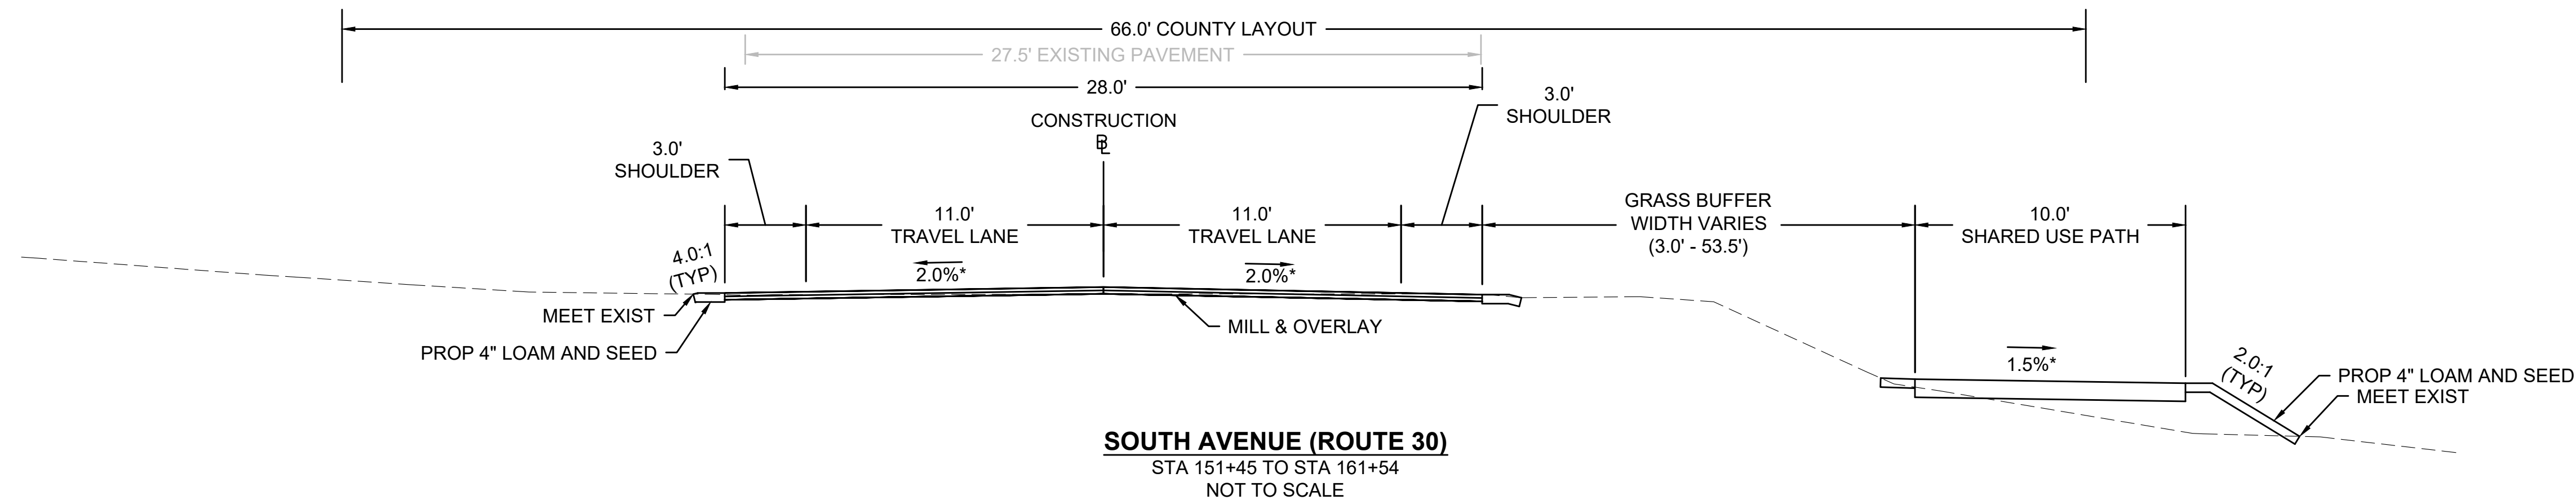 66.0' COUNTY LAYOUT
27.5' EXISTING PAVEMENT
28.0'
CONSTRUCTION
BL
3.0'
SHOULDER
3.0'
SHOULDER
11.0'
TRAVEL LANE
11.0'
TRAVEL LANE
GRASS BUFFER
WIDTH VARIES
(3.0' - 53.5')
10.0'
SHARED USE PATH
4.0:1
(TYP)
2.0%*
2.0%*
MEET EXIST
PROP 4" LOAM AND SEED
MILL & OVERLAY
1.5%*
2.0:1
(TYP)
PROP 4" LOAM AND SEED
MEET EXIST
SOUTH AVENUE (ROUTE 30)
STA 151+45 TO STA 161+54
NOT TO SCALE